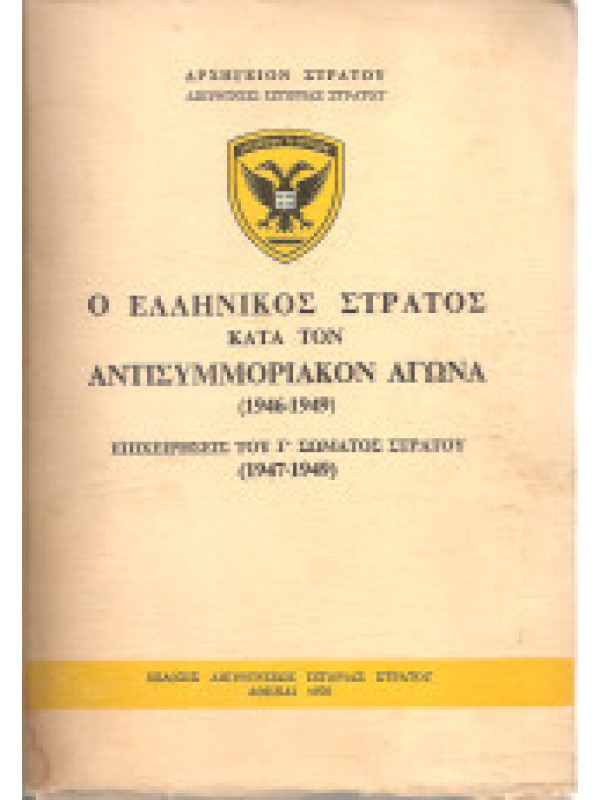 ΑΡΧΗΓΕΙΟΝ ΣΤΡΑΤΟΥ
ΔΙΕΥΘΥΝΣΙΣ ΙΣΤΟΡΙΑΣ ΣΤΡΑΤΟΥ
Ο ΕΛΛΗΝΙΚΟΣ ΣΤΡΑΤΟΣ
ΚΑΤΑ ΤΟΝ
ΑΝΤΙΣΥΜΜΟΡΙΑΚΟΝ ΑΓΩΝΑ
(1946-1949)
ΕΠΙΧΕΙΡΗΣΕΙΣ ΤΟΥ Γ' ΣΩΜΑΤΟΣ ΣΤΡΑΤΟΥ
(1947-1949)
ΕΚΔΟΣΙΣ ΔΙΕΥΘΥΝΣΕΩΣ ΙΣΤΟΡΙΑΣ ΣΤΡΑΤΟΥ
ΑΘΗΝΑΙ